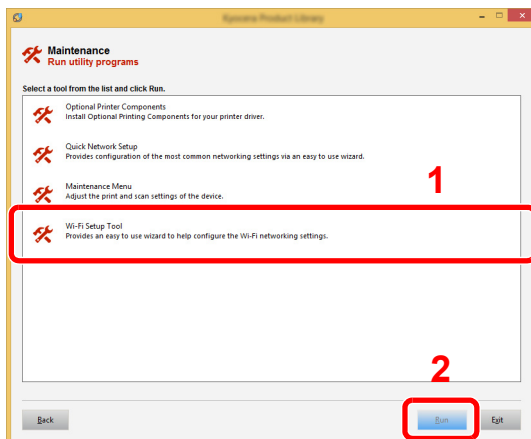 Kyocera Product Library
Maintenance
Run utility programs
Select a tool from the list and click Run.
Optional Printer Components
Install Optional Printing Components for your printer driver.
Quick Network Setup
Provides configuration of the most common networking settings via an easy to use wizard.
1
Maintenance Menu
Adjust the print and scan settings of the device.
Wi-Fi Setup Tool
Provides an easy to use wizard to help configure the Wi-Fi networking settings.
2
Back
Run
Exit